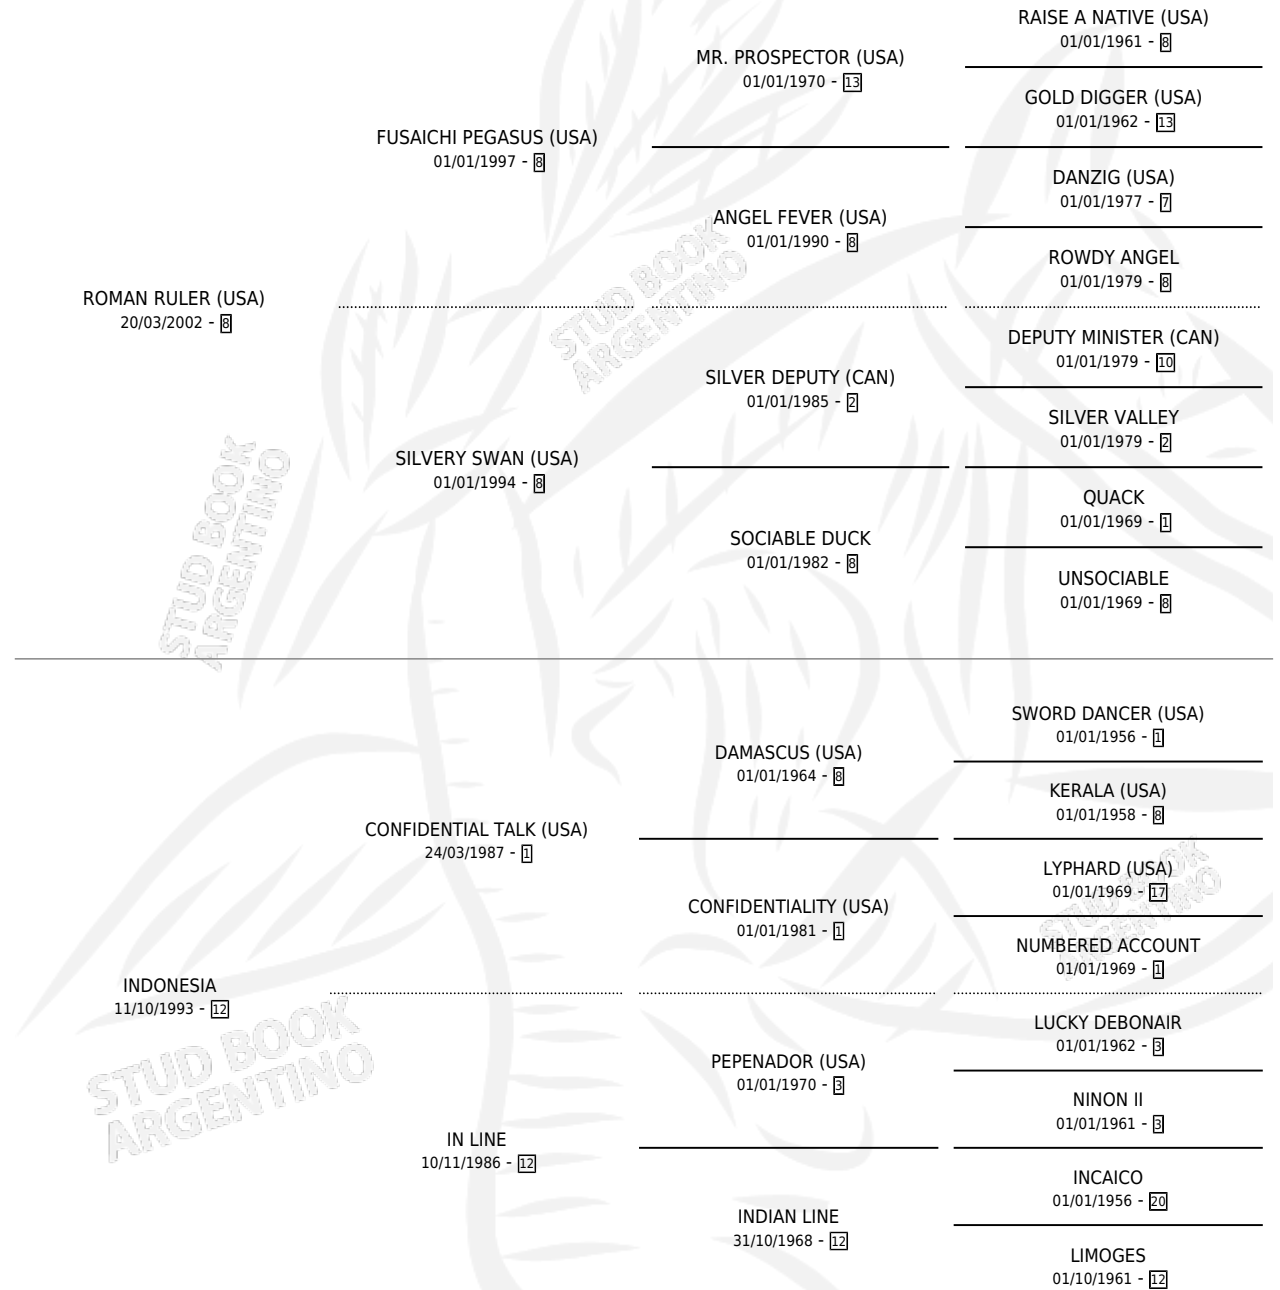 RAISE A NATIVE (USA)
01/01/1961 - 8
MR. PROSPECTOR (USA)
01/01/1970 - 13
GOLD DIGGER (USA)
01/01/1962 - 13
FUSAICHI PEGASUS (USA)
01/01/1997 - 8
DANZIG (USA)
01/01/1977 - 7
ANGEL FEVER (USA)
01/01/1990 - 8
ROWDY ANGEL
01/01/1979 - 8
ROMAN RULER (USA)
20/03/2002 - 8
DEPUTY MINISTER (CAN)
01/01/1979 - 10
SILVER DEPUTY (CAN)
01/01/1985 - 2
SILVER VALLEY
01/01/1979 - 2
SILVERY SWAN (USA)
01/01/1994 - 8
QUACK
01/01/1969 - 1
SOCIABLE DUCK
01/01/1982 - 8
UNSOCIABLE
01/01/1969 - 8
SWORD DANCER (USA)
01/01/1956 - 1
DAMASCUS (USA)
01/01/1964 - 8
KERALA (USA)
01/01/1958 - 8
CONFIDENTIAL TALK (USA)
24/03/1987 - 1
LYPHARD (USA)
01/01/1969 - 17
CONFIDENTIALITY (USA)
01/01/1981 - 1
NUMBERED ACCOUNT
01/01/1969 - 1
INDONESIA
11/10/1993 - 12
LUCKY DEBONAIR
01/01/1962 - 3
PEPENADOR (USA)
01/01/1970 - 3
NINON II
01/01/1961 - 3
IN LINE
10/11/1986 - 12
INCAICO
01/01/1956 - 20
INDIAN LINE
31/10/1968 - 12
LIMOGES
01/10/1961 - 12
STUD BOOK
ARGENTINO
STUD BOOK
ARGENTINO
STUD BOOK
ARGENTINO
STUD BOOK
ARGENTINO